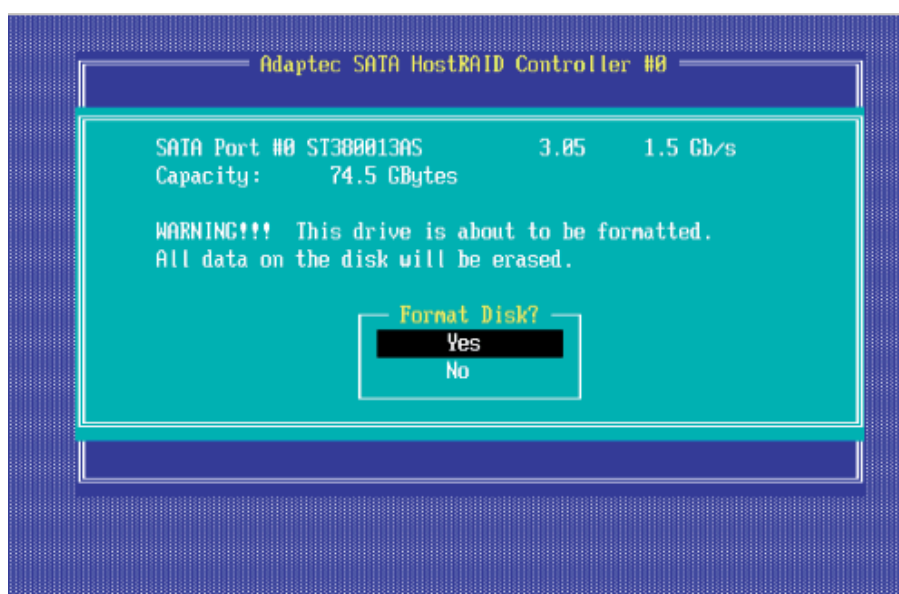 Adaptec SATA HostRAID Controller #0
SATA Port #0 ST380013AS 3.05 1.5 Gb/s
Capacity: 74.5 GBytes
WARNING!!! This drive is about to be formatted.
All data on the disk will be erased.
Format Disk?
Yes
No